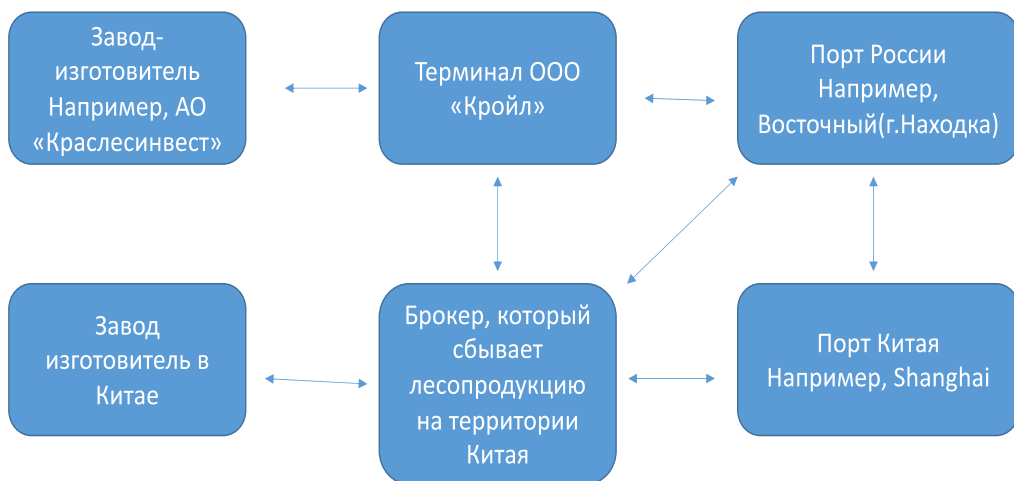 Завод-
изготовитель
Например, АО
«Краслесинвест»
Терминал ООО
«Кройл»
Порт России
Например,
Восточный(г.Находка)
Завод
изготовитель в
Китае
Брокер, который
сбывает
лесопродукцию
на территории
Китая
Порт Китая
Например, Shanghai